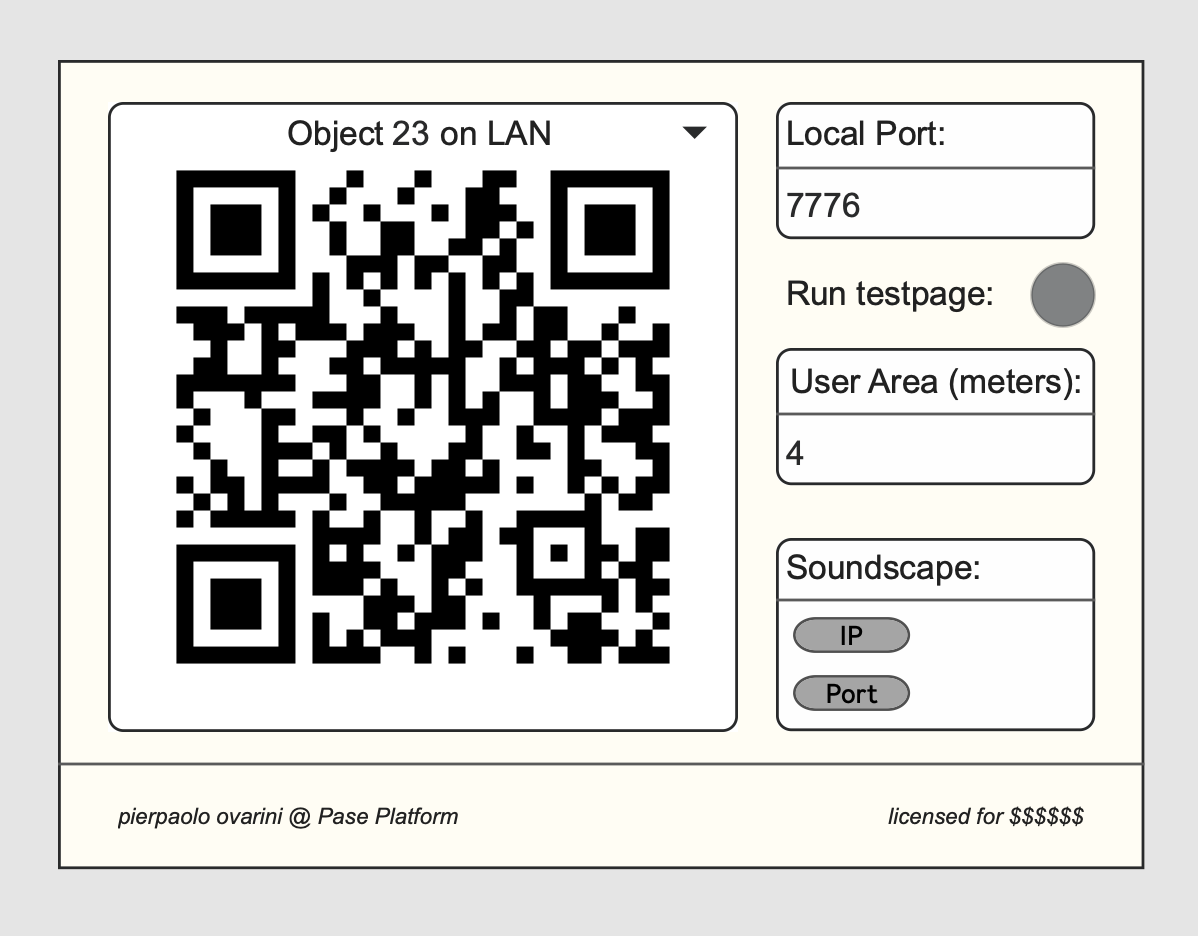 Object 23 on LAN
Local Port:
7776
Run testpage:
User Area (meters):
4
Soundscape:
IP
Port
pierpaolo ovarini @ Pase Platform
licensed for $$$$$$